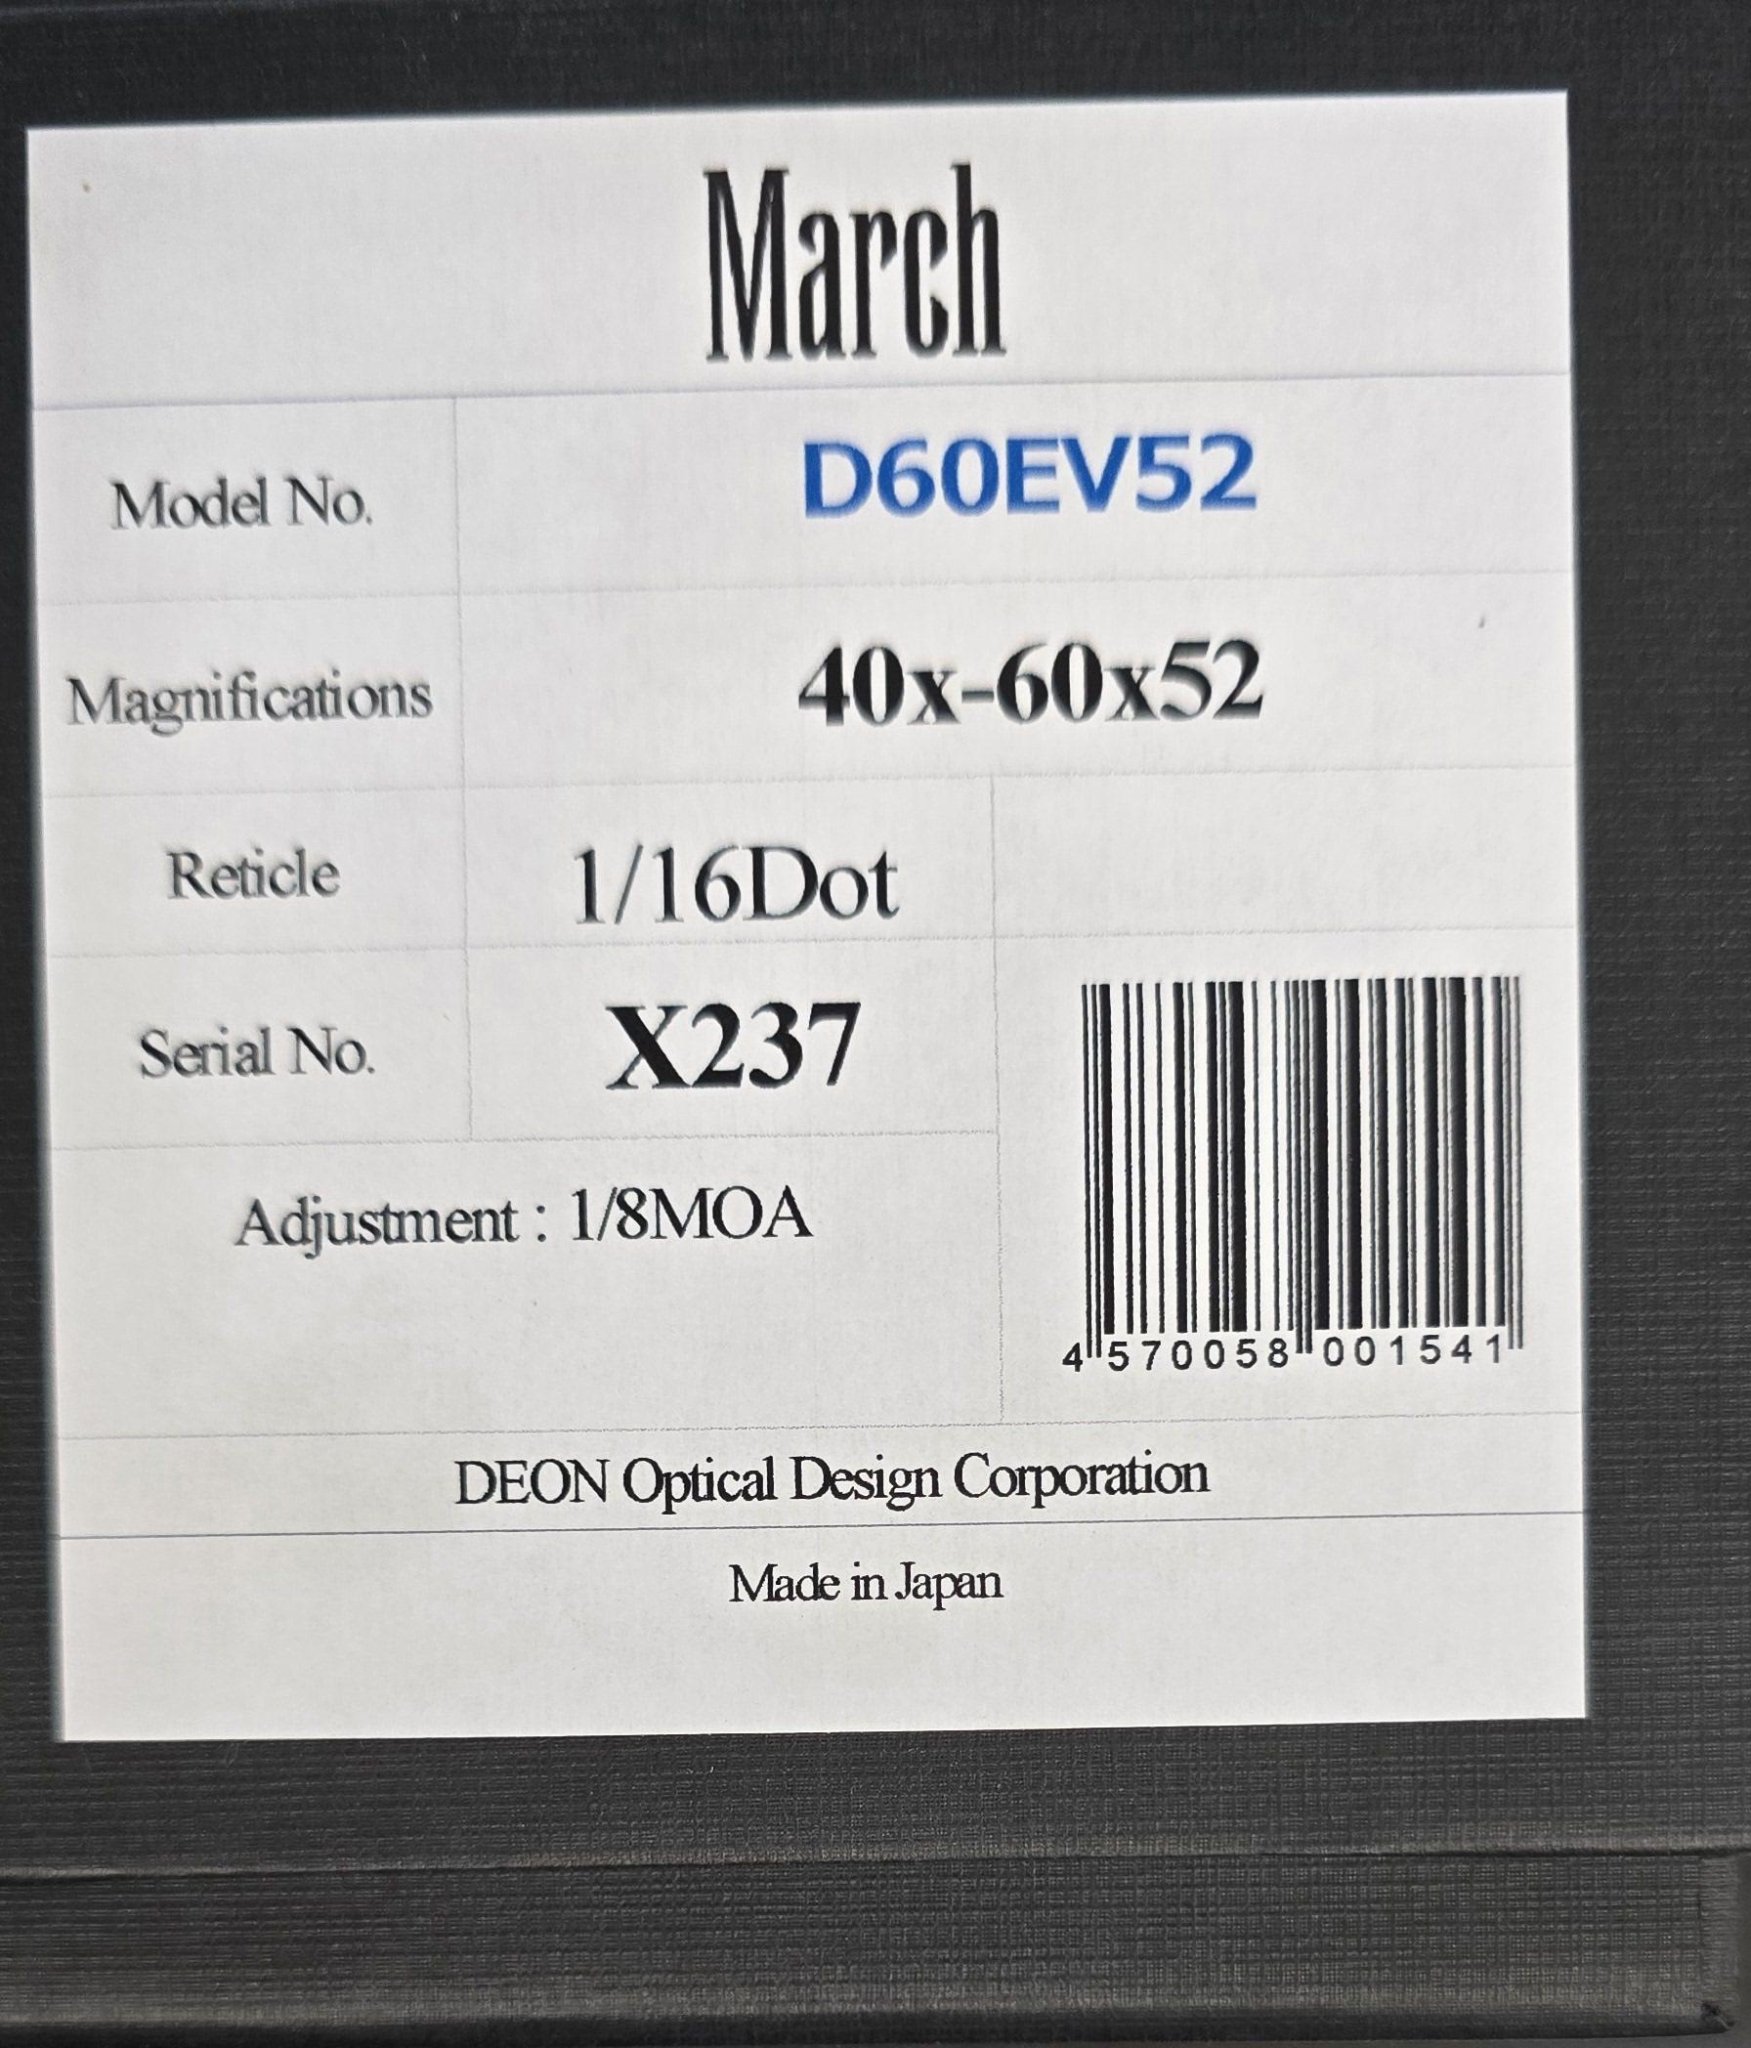 March
Model No. D60EV52
Magnifications 40x-60x52
Reticle 1/16Dot
Serial No. X237
Adjustment : 1/8MOA
4 570058 001541
DEON Optical Design Corporation
Made in Japan